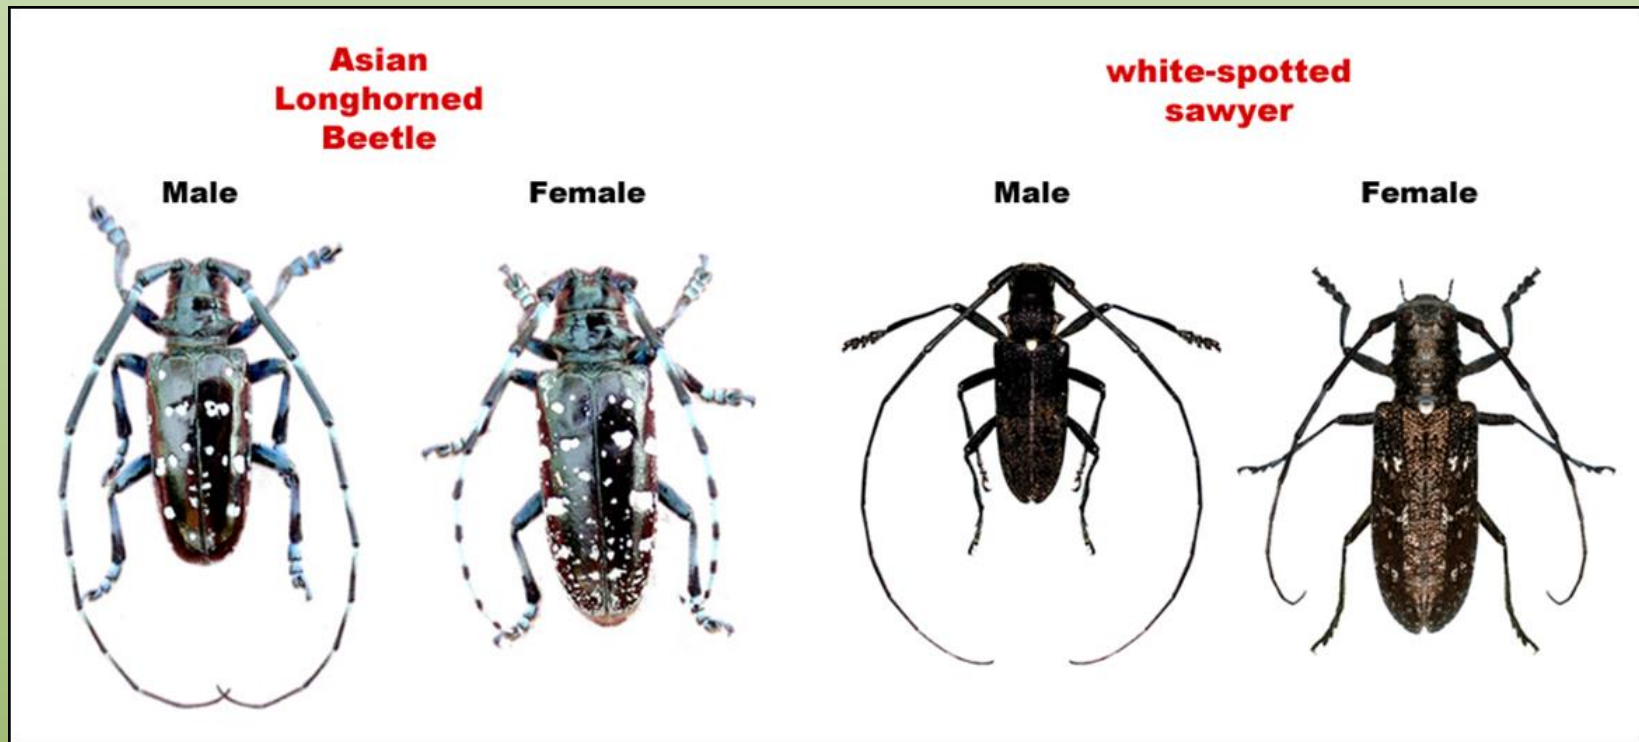 Asian
Longhorned
Beetle
white-spotted
sawyer
Male
Female
Male
Female